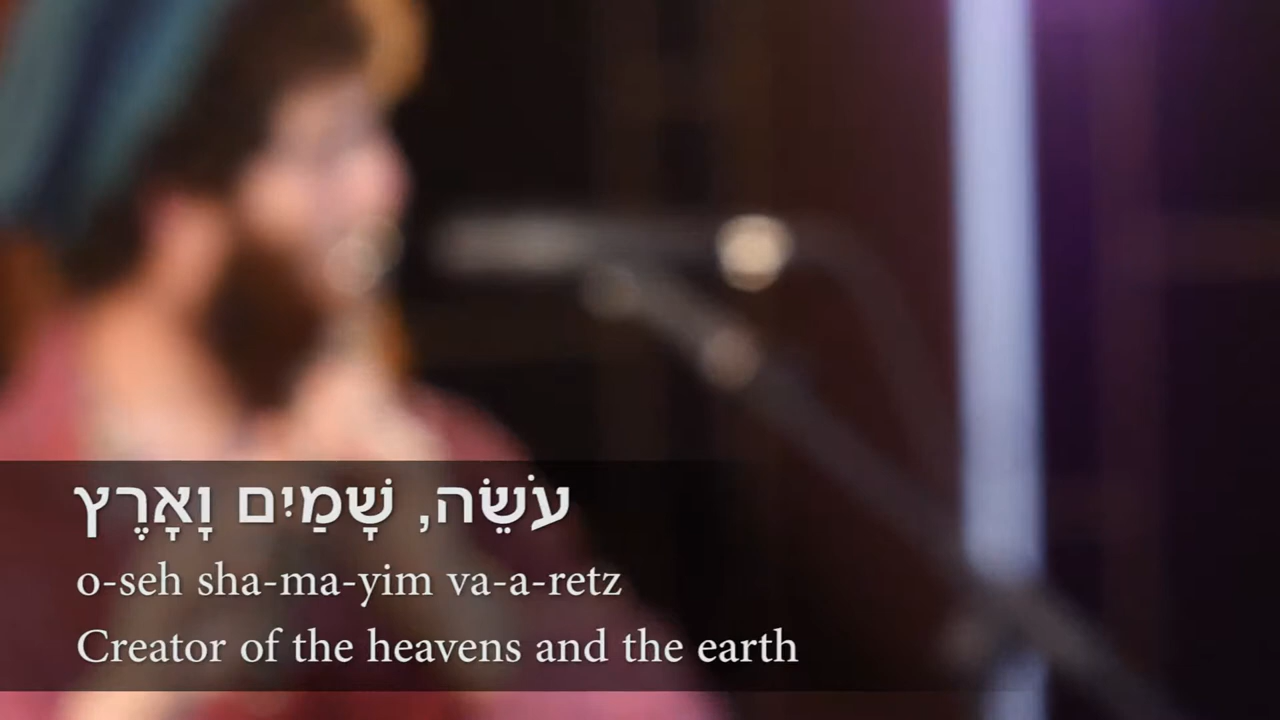 עֹשֵׂה, שָׁמַיִם וָאָרֶץ
o-seh sha-ma-yim va-a-retz
Creator of the heavens and the earth